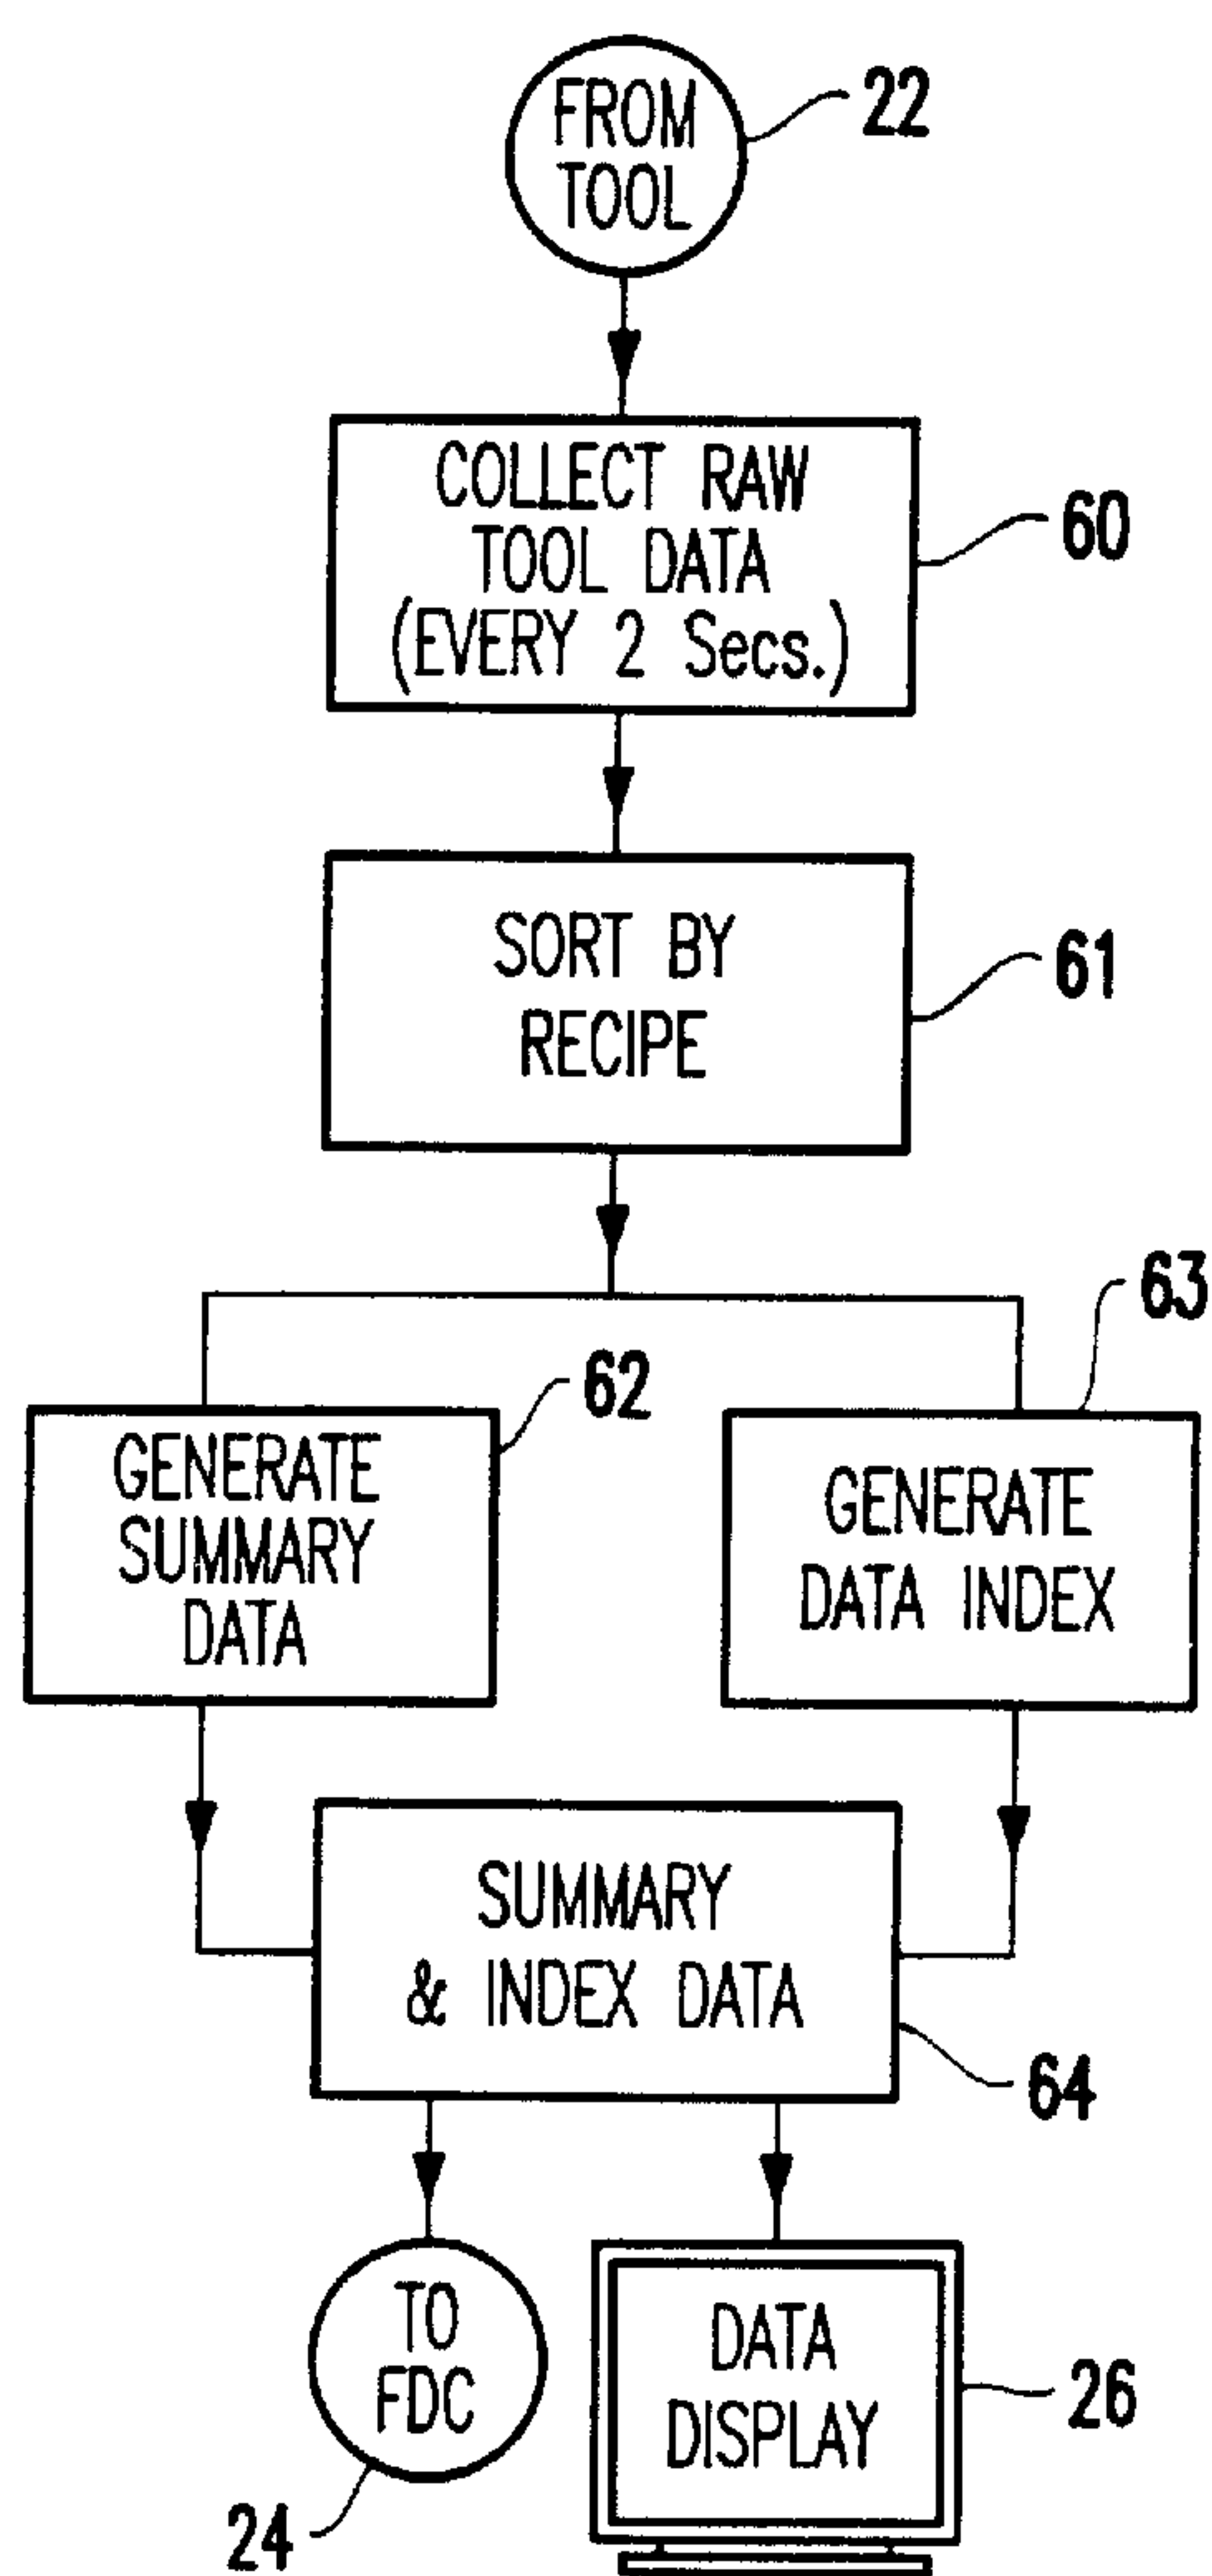 FROM
TOOL
22
COLLECT RAW
TOOL DATA
(EVERY 2 Secs.)
60
SORT BY
RECIPE
61
GENERATE
SUMMARY
DATA
62
GENERATE
DATA INDEX
63
SUMMARY
& INDEX DATA
64
TO
FDC
24
DATA
DISPLAY
26